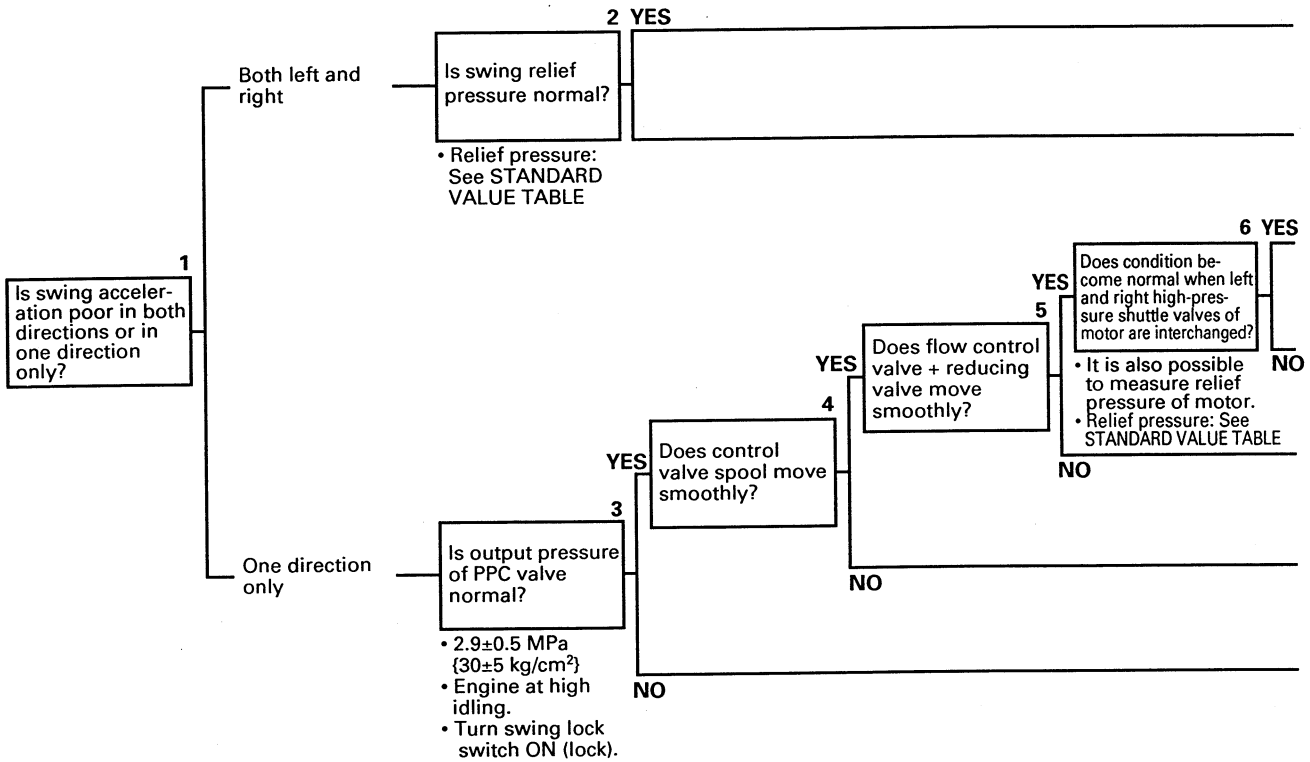 1
Is swing acceler-
ation poor in both
directions or in
one direction
only?
Both left and
right
2 YES
Is swing relief
pressure normal?
• Relief pressure:
See STANDARD
VALUE TABLE
One direction
only
3
Is output pressure
of PPC valve
normal?
• 2.9±0.5 MPa
{30±5 kg/cm²}
• Engine at high
idling.
• Turn swing lock
switch ON (lock).
YES
NO
4
Does control
valve spool move
smoothly?
YES
NO
5
Does flow control
valve + reducing
valve move
smoothly?
YES
NO
6 YES
Does condition be-
come normal when left
and right high-pres-
sure shuttle valves of
motor are interchanged?
NO
• It is also possible
to measure relief
pressure of motor.
• Relief pressure: See
STANDARD VALUE TABLE